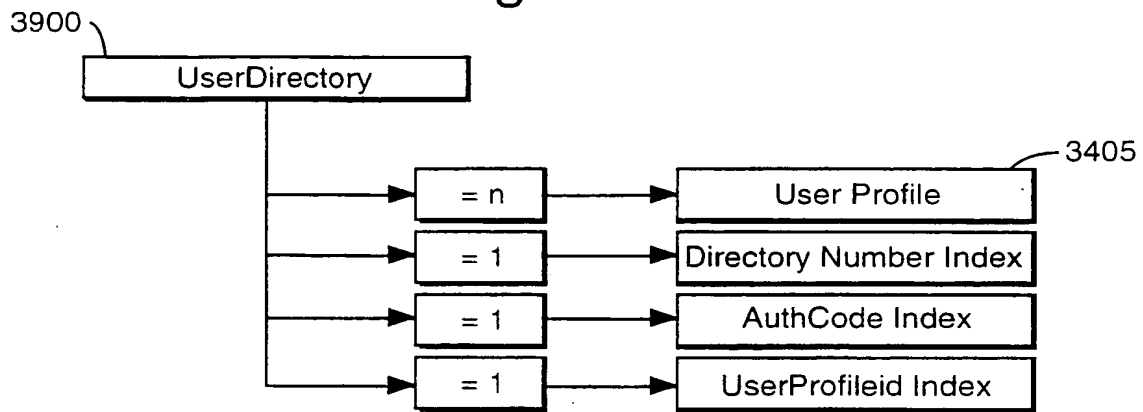 3900
UserDirectory
3405
= n
User Profile
= 1
Directory Number Index
= 1
AuthCode Index
= 1
UserProfileid Index